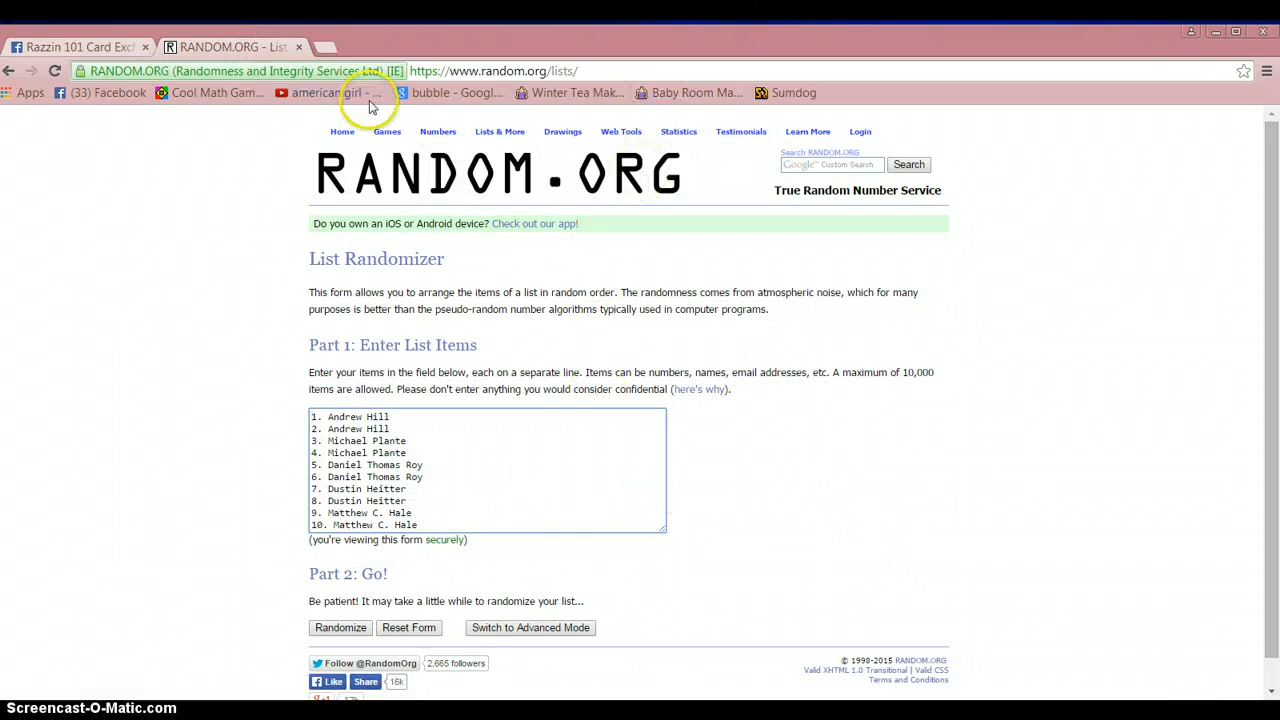 Razzin 101 Card Exch
RANDOM.ORG - List
RANDOM.ORG (Randomness and Integrity Services Ltd) [IE] https://www.random.org/lists/
Apps (33) Facebook Cool Math Gam... american girl - ... bubble - Googl... Winter Tea Mak... Baby Room Ma... Sumdog
Home Games Numbers Lists & More Drawings Web Tools Statistics Testimonials Learn More Login
RANDOM.ORG
Search RANDOM.ORG
Google™ Custom Search Search
True Random Number Service
Do you own an iOS or Android device? Check out our app!
List Randomizer
This form allows you to arrange the items of a list in random order. The randomness comes from atmospheric noise, which for many
purposes is better than the pseudo-random number algorithms typically used in computer programs.
Part 1: Enter List Items
Enter your items in the field below, each on a separate line. Items can be numbers, names, email addresses, etc. A maximum of 10,000
items are allowed. Please don't enter anything you would consider confidential (here's why).
1. Andrew Hill
2. Andrew Hill
3. Michael Plante
4. Michael Plante
5. Daniel Thomas Roy
6. Daniel Thomas Roy
7. Dustin Heitter
8. Dustin Heitter
9. Matthew C. Hale
10. Matthew C. Hale
(you're viewing this form securely)
Part 2: Go!
Be patient! It may take a little while to randomize your list...
Randomize Reset Form Switch to Advanced Mode
Follow @RandomOrg 2,665 followers
© 1998-2015 RANDOM.ORG
Valid XHTML 1.0 Transitional | Valid CSS
Terms and Conditions
Like Share 16k
Screencast-O-Matic.com